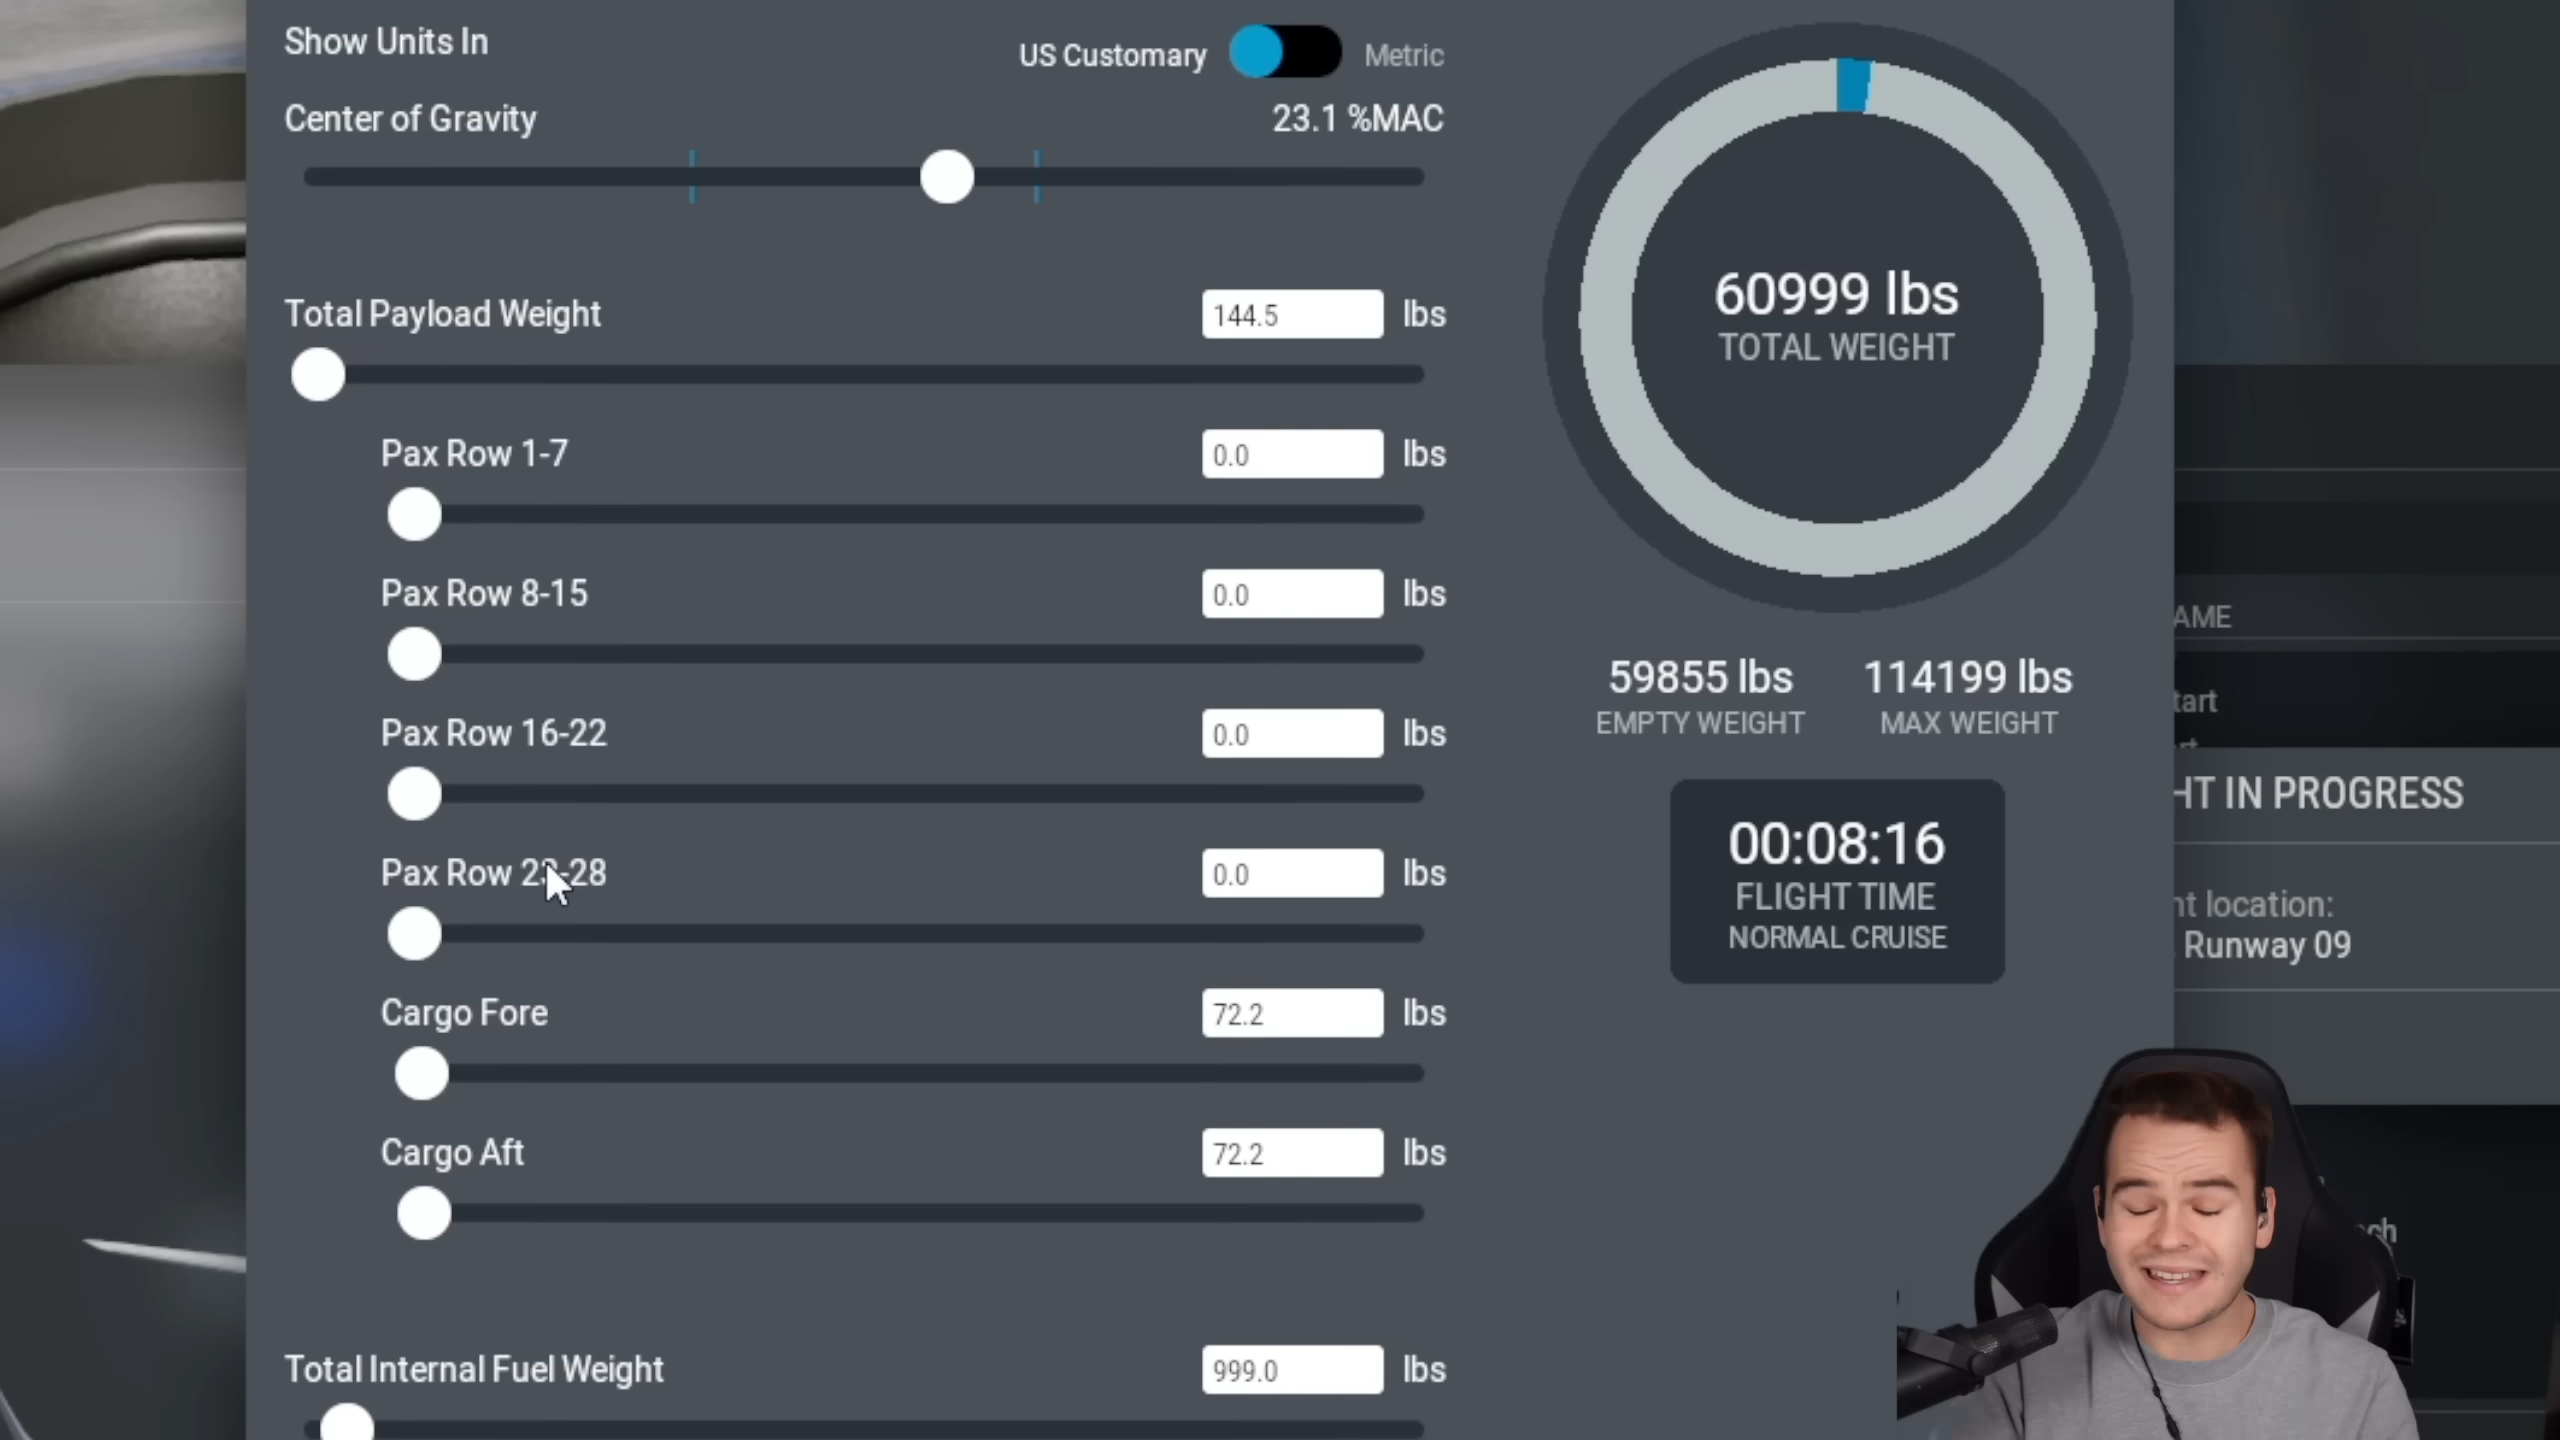 Show Units In
US Customary
Metric
Center of Gravity
23.1 %MAC
Total Payload Weight
144.5 lbs
Pax Row 1-7
0.0 lbs
Pax Row 8-15
0.0 lbs
Pax Row 16-22
0.0 lbs
Pax Row 23-28
0.0 lbs
Cargo Fore
72.2 lbs
Cargo Aft
72.2 lbs
Total Internal Fuel Weight
999.0 lbs
60999 lbs
TOTAL WEIGHT
59855 lbs
EMPTY WEIGHT
114199 lbs
MAX WEIGHT
00:08:16
FLIGHT TIME
NORMAL CRUISE
AME
tart
HT IN PROGRESS
nt location:
Runway 09